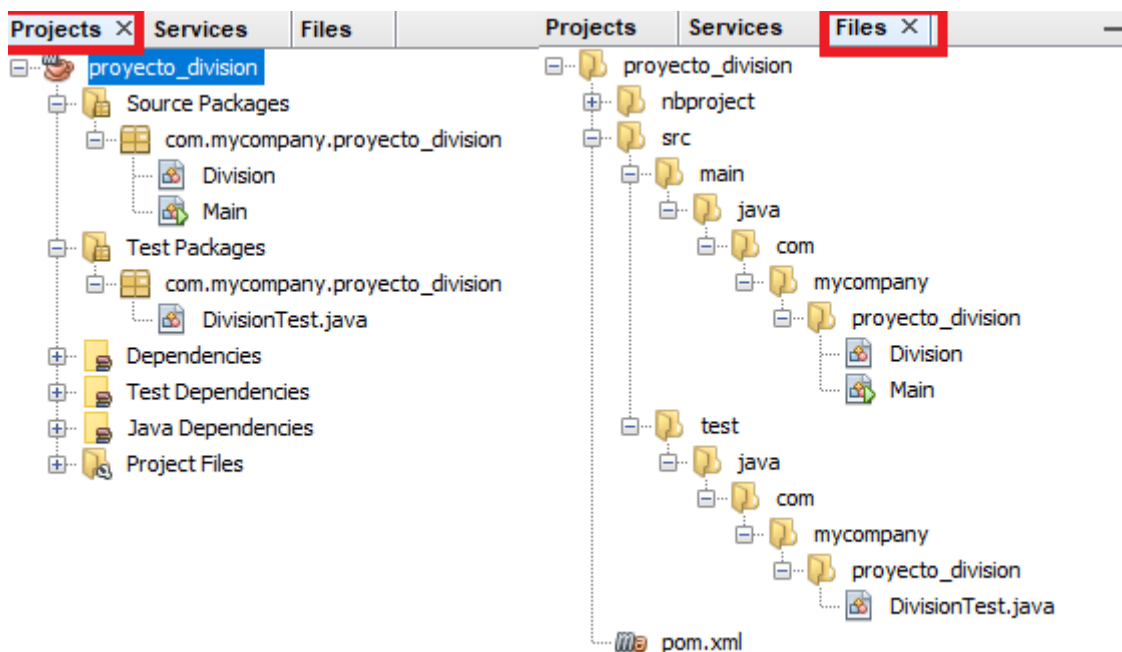 Projects Services Files
proyecto_division
Source Packages
com.mycompany.proyecto_division
Division
Main
Test Packages
com.mycompany.proyecto_division
DivisionTest.java
Dependencies
Test Dependencies
Java Dependencies
Project Files
Projects Services Files
proyecto_division
nbproject
src
main
java
com
mycompany
proyecto_division
Division
Main
test
java
com
mycompany
proyecto_division
DivisionTest.java
pom.xml